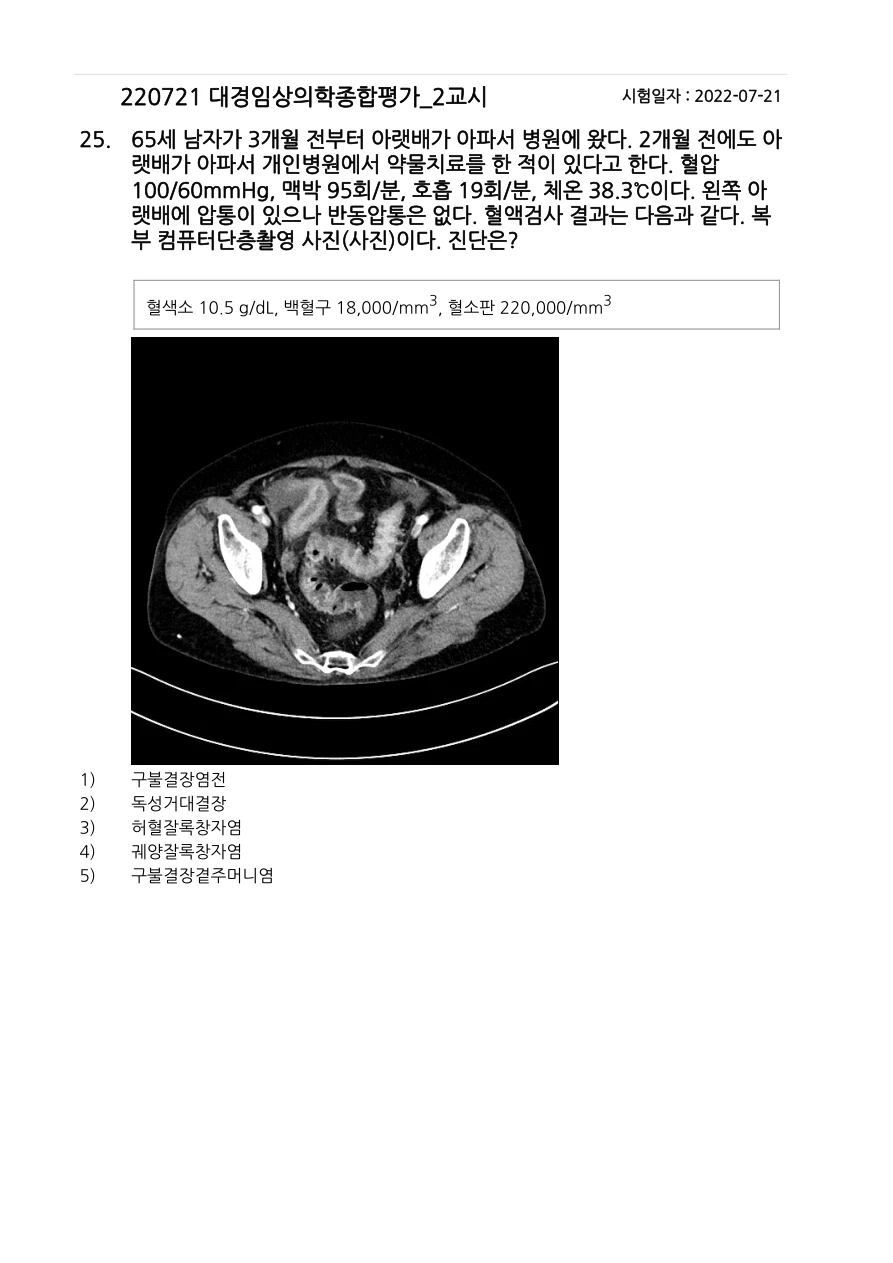 220721 대경임상의학종합평가_2교시 시험일자 : 2022-07-21
25. 65세 남자가 3개월 전부터 아랫배가 아파서 병원에 왔다. 2개월 전에도 아
랫배가 아파서 개인병원에서 약물치료를 한 적이 있다고 한다. 혈압
100/60mmHg, 맥박 95회/분, 호흡 19회/분, 체온 38.3℃이다. 왼쪽 아
랫배에 압통이 있으나 반동압통은 없다. 혈액검사 결과는 다음과 같다. 복
부 컴퓨터단층촬영 사진(사진)이다. 진단은?
혈색소 10.5 g/dL, 백혈구 18,000/mm³, 혈소판 220,000/mm³
1) 구불결장염전
2) 독성거대결장
3) 허혈잘록창자염
4) 궤양잘록창자염
5) 구불결장곁주머니염